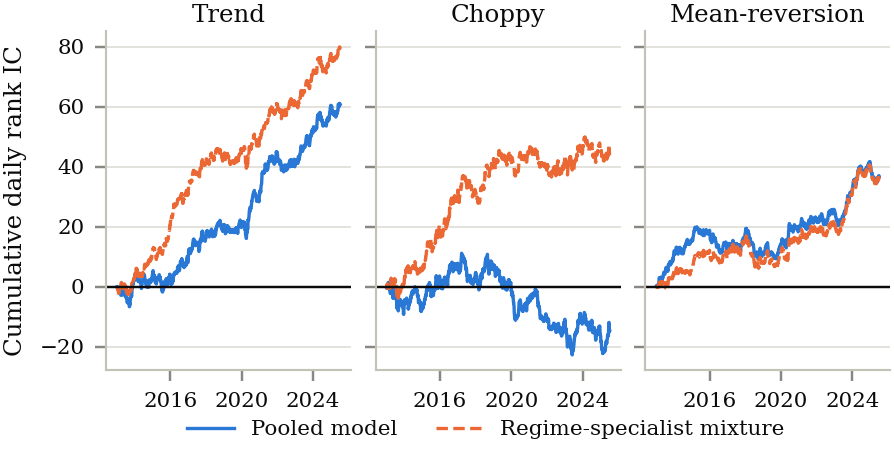 Trend Choppy Mean-reversion
Cumulative daily rank IC
80
60
40
20
0
−20
2016 2020 2024 2016 2020 2024 2016 2020 2024
Pooled model Regime-specialist mixture